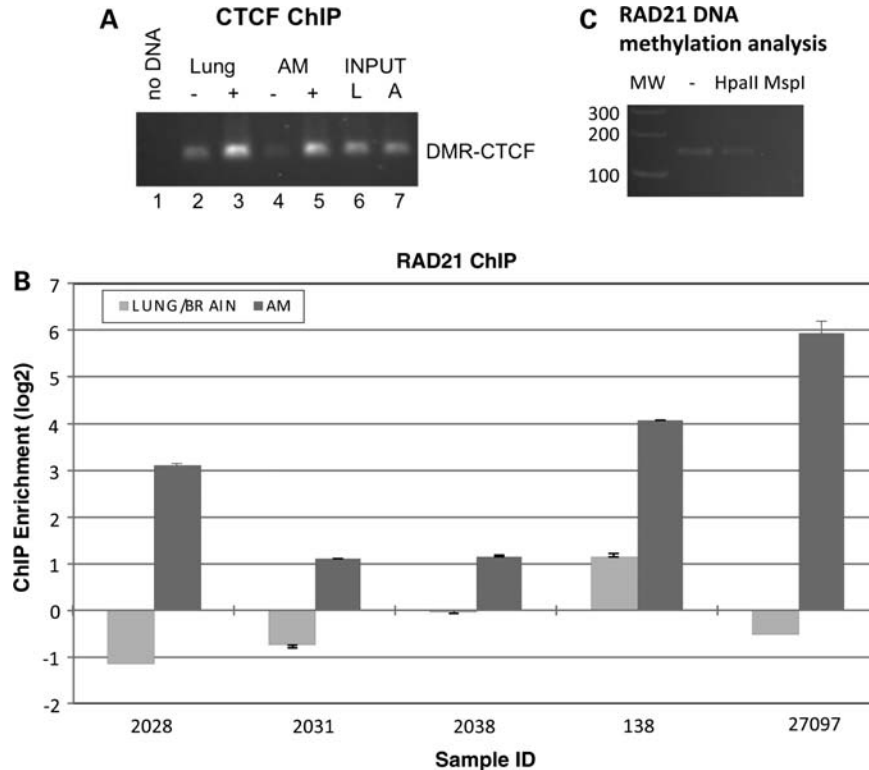 A
CTCF ChIP
no DNA
Lung AM INPUT
- + - + L A
DMR-CTCF
1 2 3 4 5 6 7
C
RAD21 DNA
methylation analysis
MW - HpaII MspI
300
200
100
B
RAD21 ChIP
LUNG/BRAIN AM
ChIP Enrichment (log2)
7
6
5
4
3
2
1
0
-1
-2
2028 2031 2038 138 27097
Sample ID